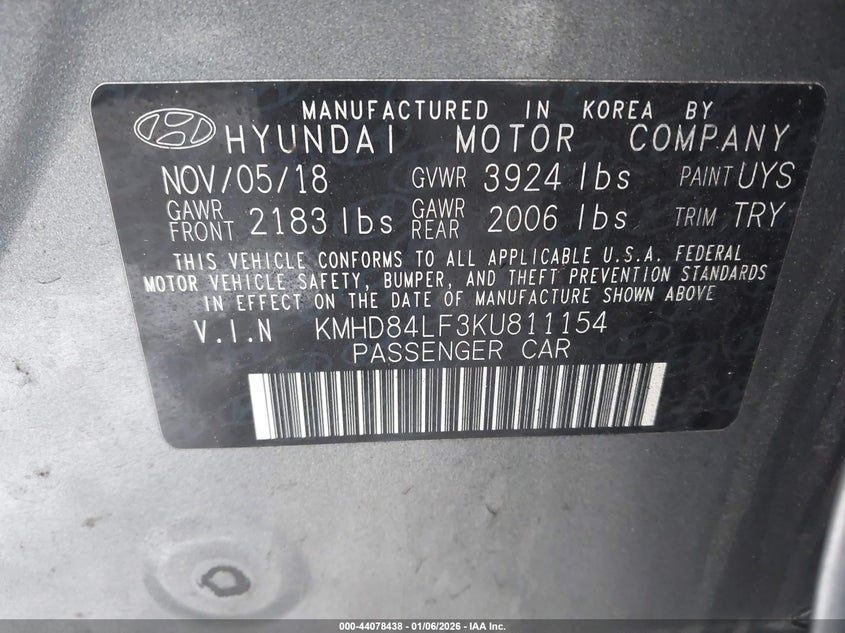 MANUFACTURED IN KOREA BY
HYUNDAI MOTOR COMPANY
NOV/05/18 GVWR 3924 lbs PAINT UYS
GAWR FRONT 2183 lbs GAWR REAR 2006 lbs TRIM TRY
THIS VEHICLE CONFORMS TO ALL APPLICABLE U.S.A. FEDERAL
MOTOR VEHICLE SAFETY, BUMPER, AND THEFT PREVENTION STANDARDS
IN EFFECT ON THE DATE OF MANUFACTURE SHOWN ABOVE
V.I.N KMHD84LF3KU811154
PASSENGER CAR
000-44078438 - 01/06/2026 - IAA Inc.